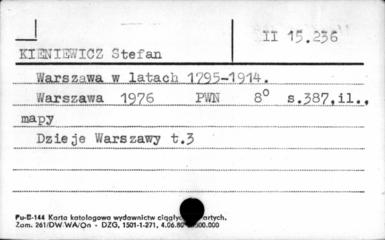 II 15.236
KIENIEWICZ Stefan
Warszawa w latach 1795-1914.
Warszawa 1976 PWN 8° s.387,il.,
mapy
Dzieje Warszawy t.3
Pu-B-144 Karta katalogowa wydawnictw
Zam. 261/DW WA/On - DZG, 1501-1-271, 4.06.80